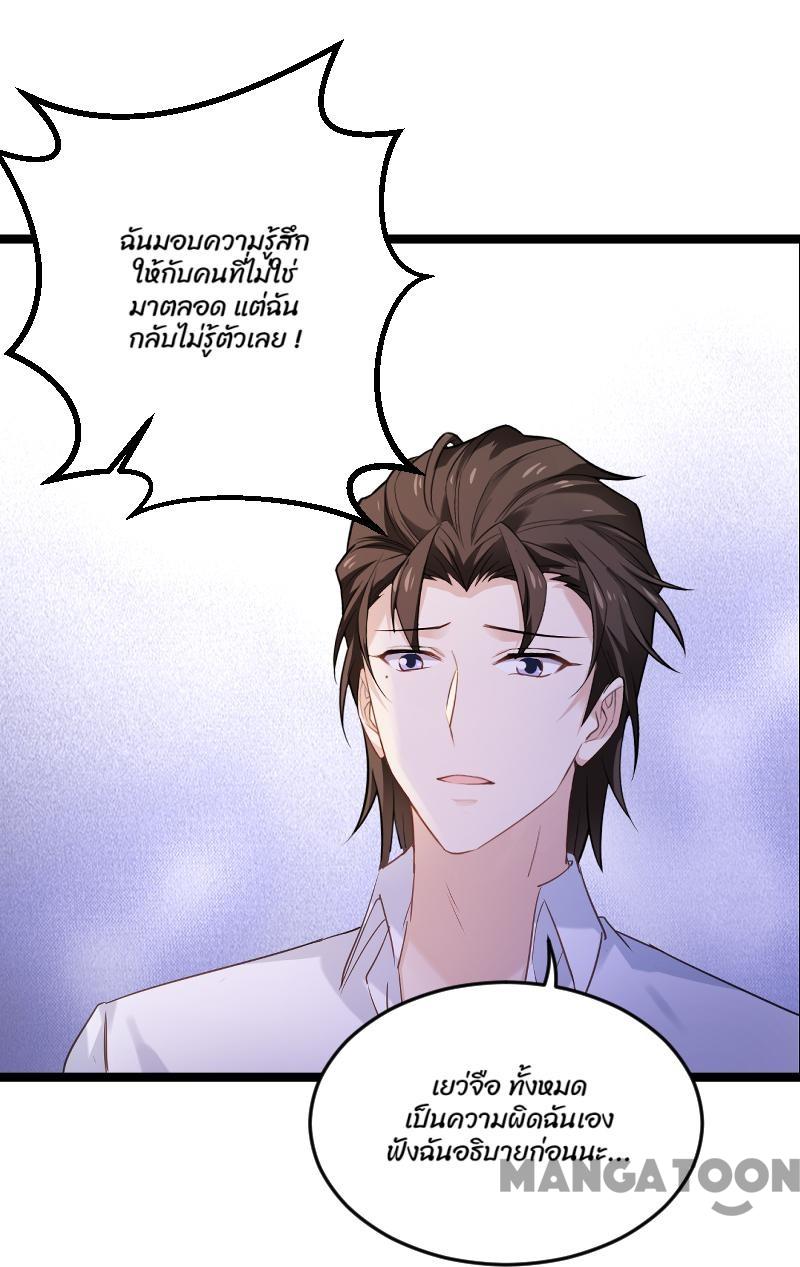 ฉันมอบความรู้สึก
ให้กับคนที่ไม่ใช่
มาตลอด แต่ฉัน
กลับไม่รู้ตัวเลย !
เยว่จือ ทั้งหมด
เป็นความผิดฉันเอง
ฟังฉันอธิบายก่อนนะ...
MANGATOON